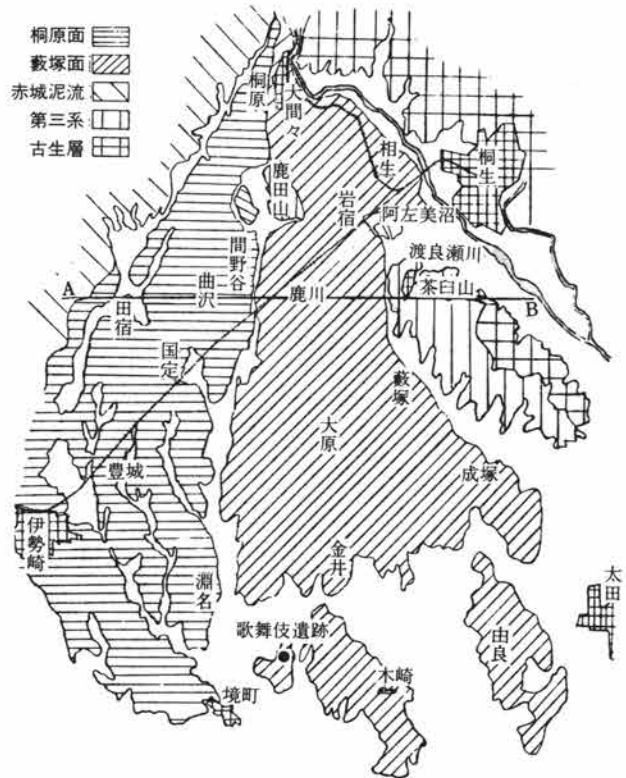 桐原面
藪塚面
赤城泥流
第三系
古生層
桐原
大間々
相生
桐生
鹿田山
岩宿
阿左美沼
間野谷
渡良瀬川
曲沢
鹿川
茶臼山
A
B
田宿
国定
藪塚
大原
豊城
成塚
伊勢崎
金井
太田
淵名
歌舞伎遺跡
由良
木崎
境町